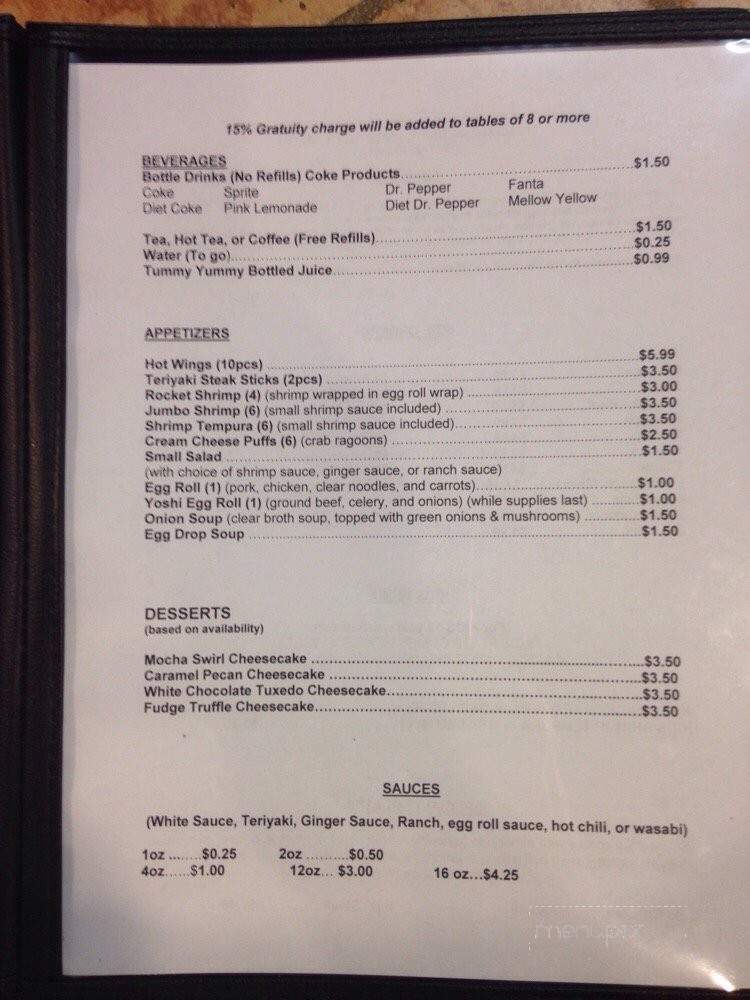 15% Gratuity charge will be added to tables of 8 or more
BEVERAGES
Bottle Drinks (No Refills) Coke Products.....$1.50
Coke Sprite Dr. Pepper Fanta
Diet Coke Pink Lemonade Diet Dr. Pepper Mellow Yellow
Tea, Hot Tea, or Coffee (Free Refills).....$1.50
Water (To go).....$0.25
Tummy Yummy Bottled Juice.....$0.99
APPETIZERS
Hot Wings (10pcs) .....$5.99
Teriyaki Steak Sticks (2pcs) .....$3.50
Rocket Shrimp (4) (shrimp wrapped in egg roll wrap) .....$3.00
Jumbo Shrimp (6) (small shrimp sauce included) .....$3.50
Shrimp Tempura (6) (small shrimp sauce included).....$3.50
Cream Cheese Puffs (6) (crab ragoons) .....$2.50
Small Salad .....$1.50
(with choice of shrimp sauce, ginger sauce, or ranch sauce)
Egg Roll (1) (pork, chicken, clear noodles, and carrots).....$1.00
Yoshi Egg Roll (1) (ground beef, celery, and onions) (while supplies last) .....$1.00
Onion Soup (clear broth soup, topped with green onions & mushrooms) .....$1.50
Egg Drop Soup .....$1.50
DESSERTS
(based on availability)
Mocha Swirl Cheesecake .....$3.50
Caramel Pecan Cheesecake .....$3.50
White Chocolate Tuxedo Cheesecake.....$3.50
Fudge Truffle Cheesecake.....$3.50
SAUCES
(White Sauce, Teriyaki, Ginger Sauce, Ranch, egg roll sauce, hot chili, or wasabi)
1oz ........$0.25 2oz ..........$0.50
4oz......$1.00 12oz... $3.00 16 oz...$4.25
menupix